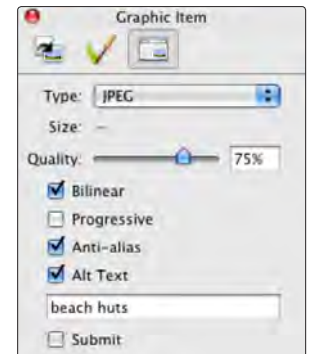 Graphic Item
Type: JPEG
Size: –
Quality: 75%
Bilinear
Progressive
Anti-alias
Alt Text
beach huts
Submit